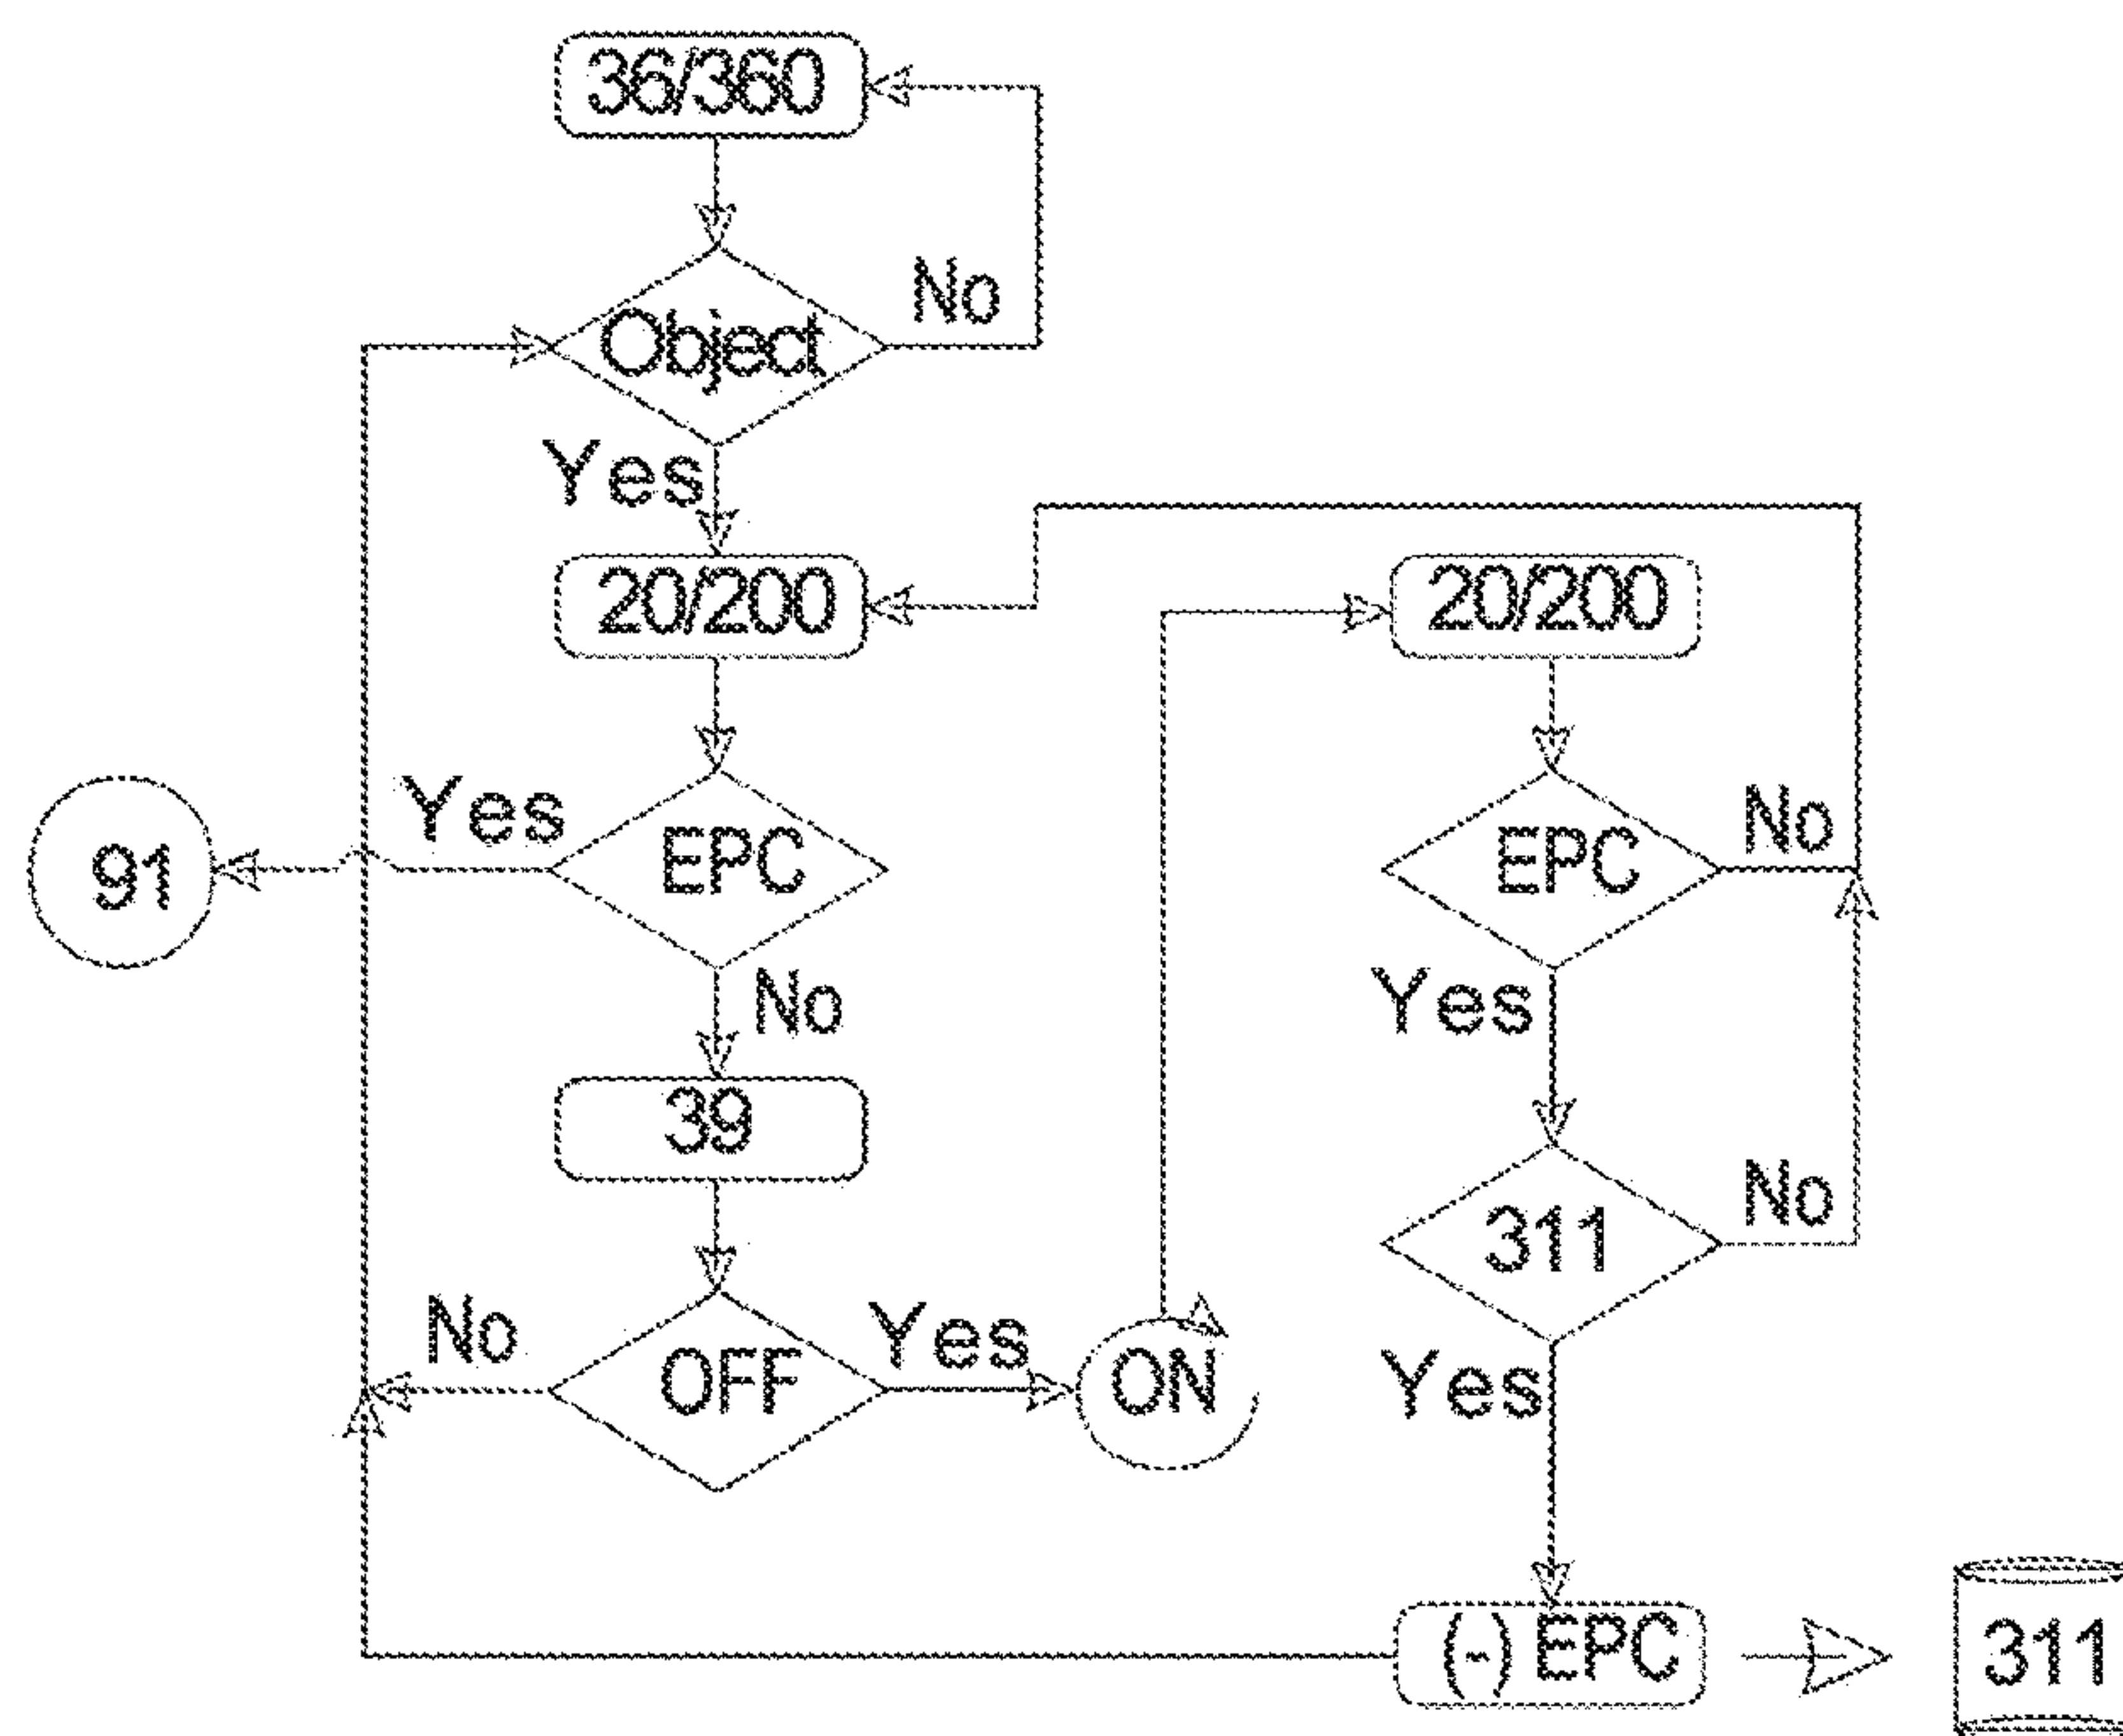 36/360
No
Object
Yes
20/200
20/200
Yes
EPC
No
91
EPC
No
Yes
39
311
No
No
OFF
Yes
ON
Yes
(-) EPC
311